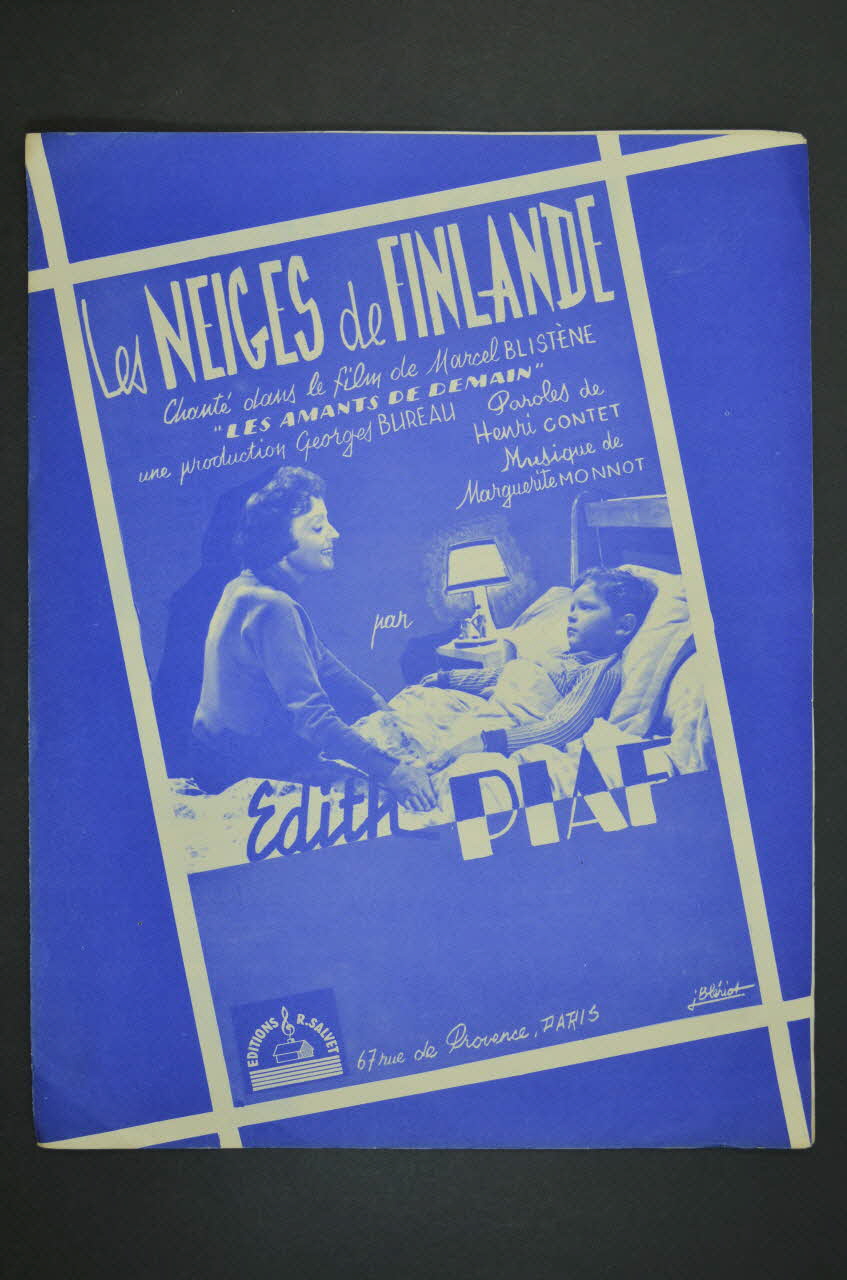 Les NEIGES de FINLANDE
Chanté dans le film de Marcel BLISTÈNE
"LES AMANTS DE DEMAIN"
une production Georges BUREAU
Paroles de
Henri CONTET
Musique de
Marguerite MONNOT
par
Edith PIAF
j Blériot
EDITIONS R. SALVET
67 rue de Provence, PARIS